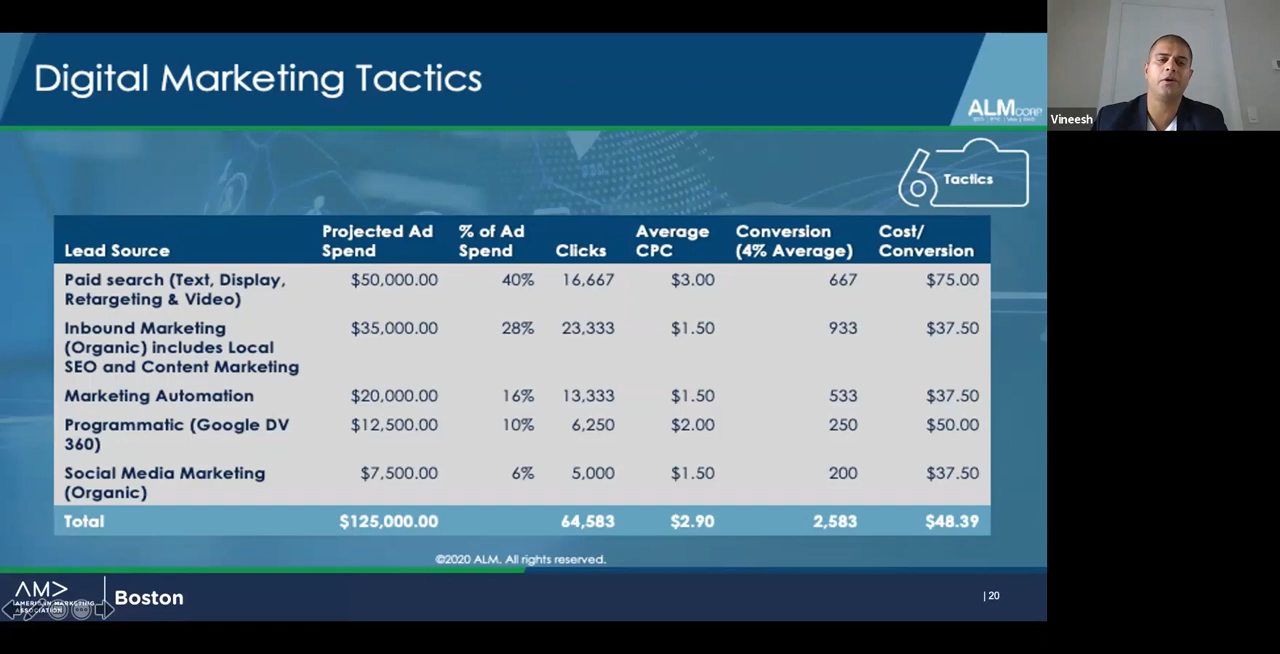 Digital Marketing Tactics
ALMCORP
Vineesh
6 Tactics
Lead Source Projected Ad Spend % of Ad Spend Clicks Average CPC Conversion (4% Average) Cost/ Conversion
Paid search (Text, Display, $50,000.00 40% 16,667 $3.00 667 $75.00
Retargeting & Video)
Inbound Marketing $35,000.00 28% 23,333 $1.50 933 $37.50
(Organic) includes Local
SEO and Content Marketing
Marketing Automation $20,000.00 16% 13,333 $1.50 533 $37.50
Programmatic (Google DV $12,500.00 10% 6,250 $2.00 250 $50.00
360)
Social Media Marketing $7,500.00 6% 5,000 $1.50 200 $37.50
(Organic)
Total $125,000.00 64,583 $2.90 2,583 $48.39
©2020 ALM. All rights reserved.
AMERICAN MARKETING
ASSOCIATION
Boston
| 20